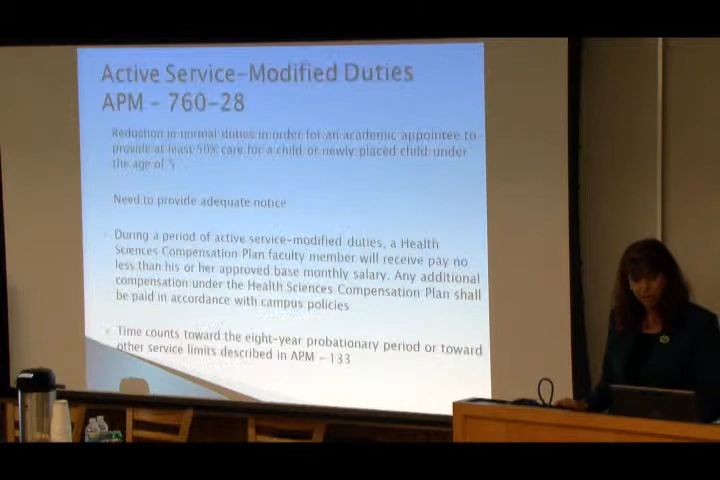 Active Service-Modified Duties
APM - 760-28
Reduction in normal duties in order for an academic appointee to
provide at least 50% care for a child or newly placed child under
the age of 5
Need to provide adequate notice
During a period of active service-modified duties, a Health
Sciences Compensation Plan faculty member will receive pay no
less than his or her approved base monthly salary. Any additional
compensation under the Health Sciences Compensation Plan shall
be paid in accordance with campus policies
Time counts toward the eight-year probationary period or toward
other service limits described in APM - 133